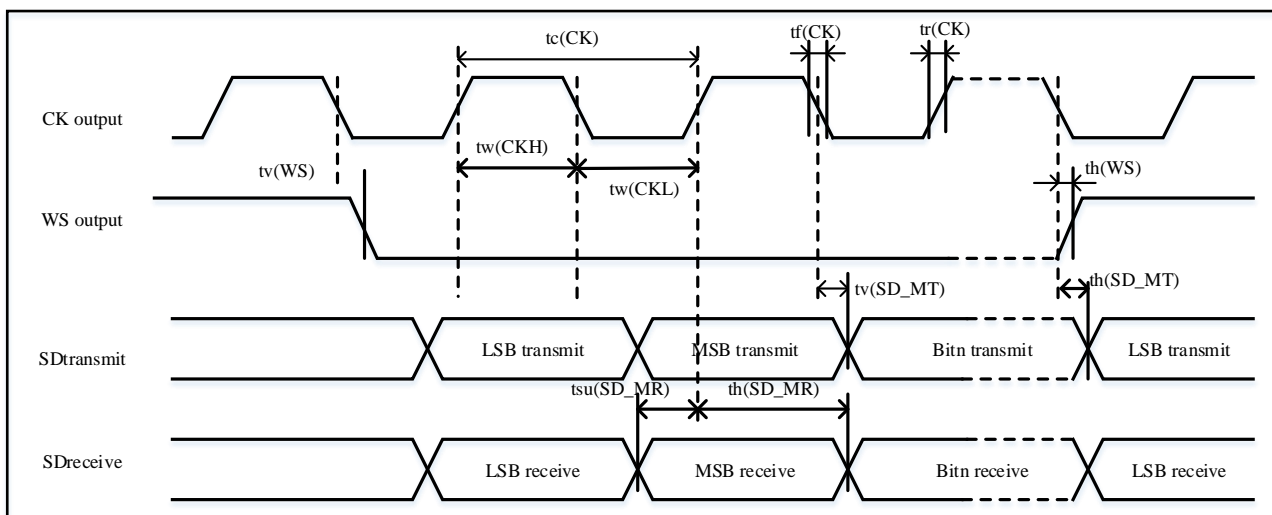 tc(CK)
tf(CK)
tr(CK)
CK output
tw(CKH)
tv(WS)
th(WS)
tw(CKL)
WS output
tv(SD_MT)
th(SD_MT)
SDtransmit
LSB transmit
MSB transmit
Bitn transmit
LSB transmit
tsu(SD_MR)
th(SD_MR)
SDreceive
LSB receive
MSB receive
Bitn receive
LSB receive